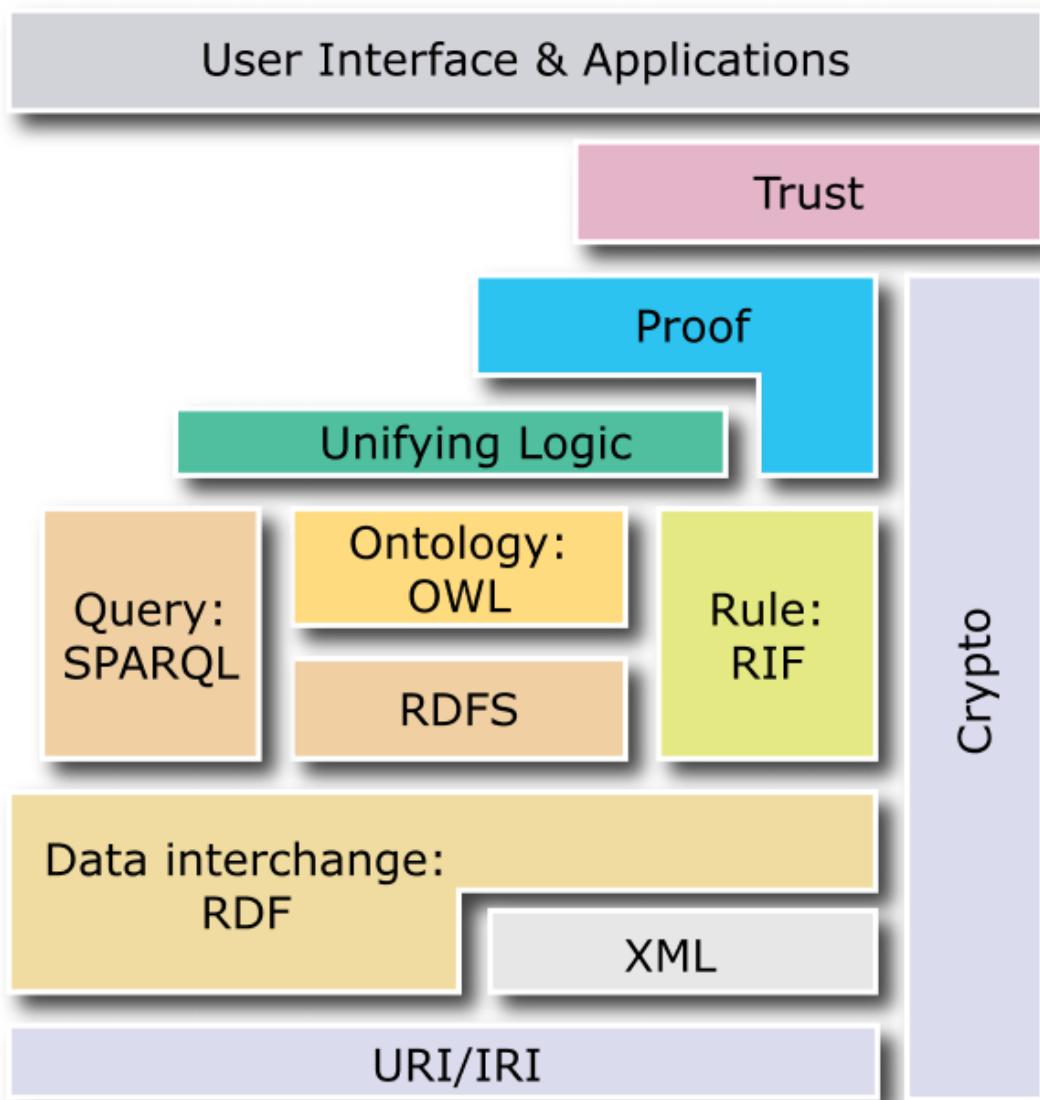 User Interface & Applications
Trust
Proof
Unifying Logic
Query:
SPARQL
Ontology:
OWL
RDFS
Rule:
RIF
Crypto
Data interchange:
RDF
XML
URI/IRI